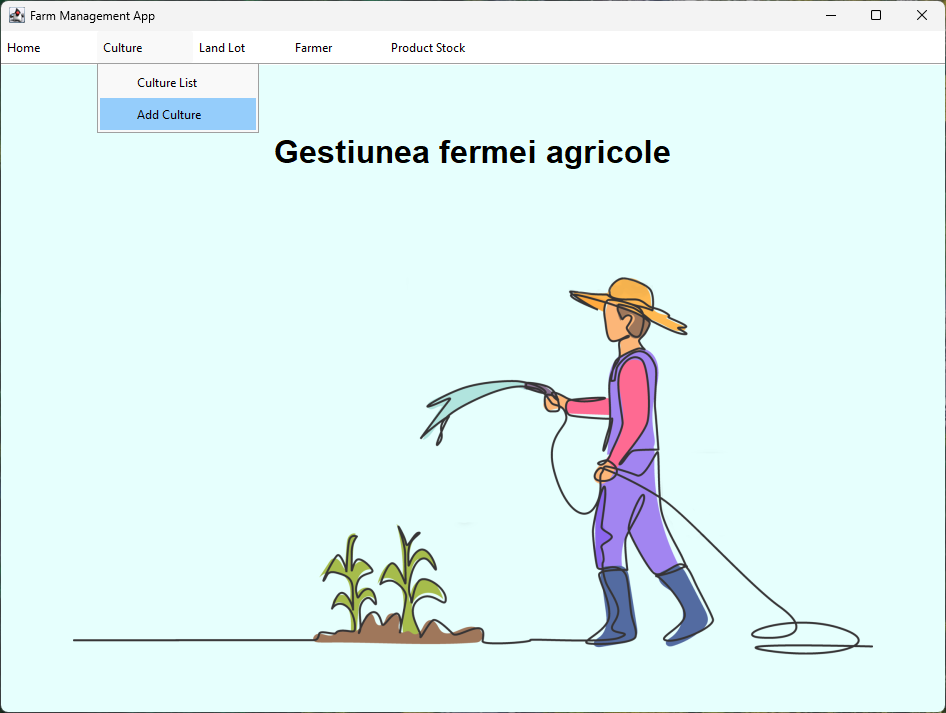 Farm Management App
Home Culture Land Lot Farmer Product Stock
Culture List
Add Culture
Gestiunea fermei agricole